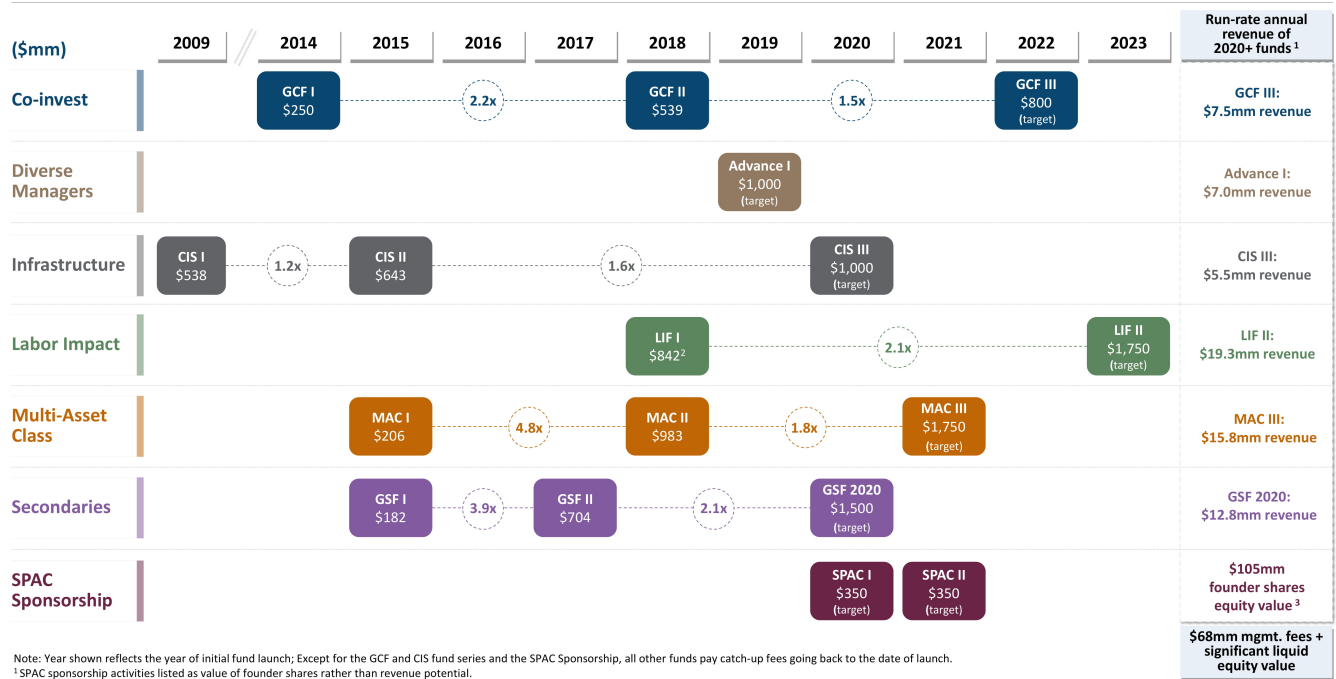 ($mm)
2009
2014
2015
2016
2017
2018
2019
2020
2021
2022
2023
Run-rate annual
revenue of
2020+ funds ¹
Co-invest
GCF I
$250
2.2x
GCF II
$539
1.5x
GCF III
$800
(target)
GCF III:
$7.5mm revenue
Diverse
Managers
Advance I
$1,000
(target)
Advance I:
$7.0mm revenue
Infrastructure
CIS I
$538
1.2x
CIS II
$643
1.6x
CIS III
$1,000
(target)
CIS III:
$5.5mm revenue
Labor Impact
LIF I
$842²
2.1x
LIF II
$1,750
(target)
LIF II:
$19.3mm revenue
Multi-Asset
Class
MAC I
$206
4.8x
MAC II
$983
1.8x
MAC III
$1,750
(target)
MAC III:
$15.8mm revenue
Secondaries
GSF I
$182
3.9x
GSF II
$704
2.1x
GSF 2020
$1,500
(target)
GSF 2020:
$12.8mm revenue
SPAC
Sponsorship
SPAC I
$350
(target)
SPAC II
$350
(target)
$105mm
founder shares
equity value ³
$68mm mgmt. fees +
significant liquid
equity value
Note: Year shown reflects the year of initial fund launch; Except for the GCF and CIS fund series and the SPAC Sponsorship, all other funds pay catch-up fees going back to the date of launch.
¹ SPAC sponsorship activities listed as value of founder shares rather than revenue potential.